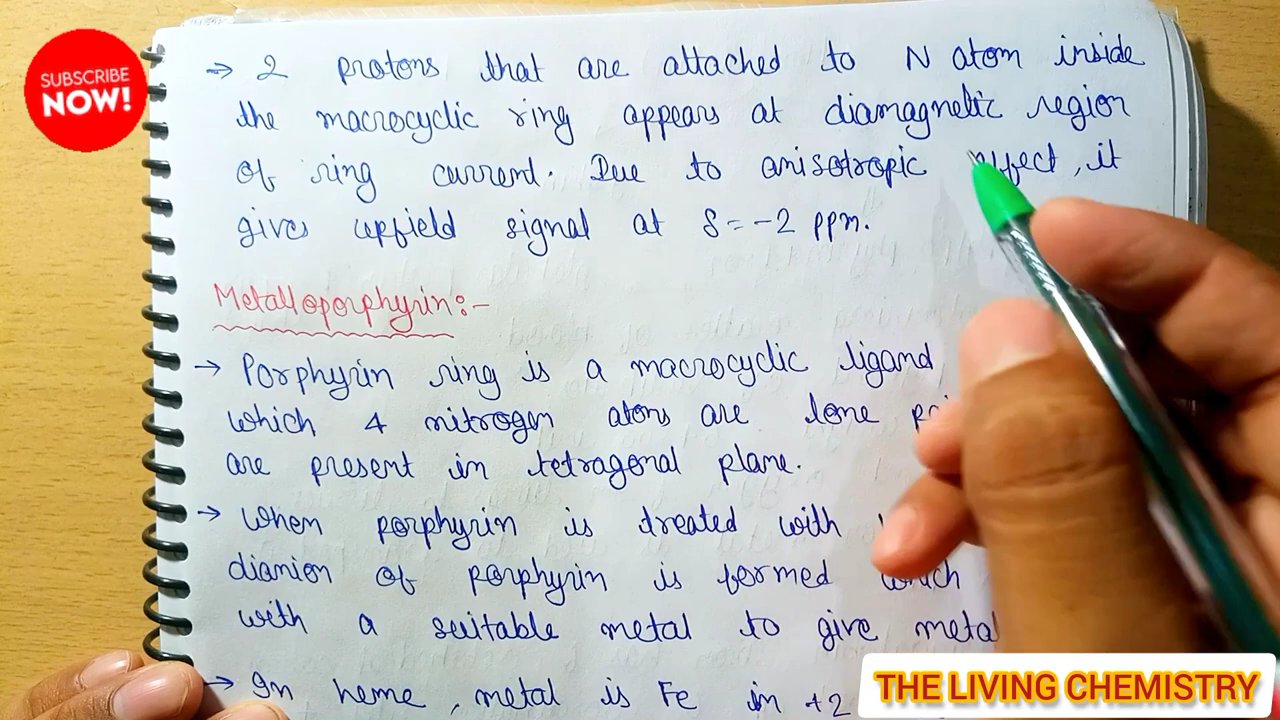 SUBSCRIBE
NOW!
→ 2 protons that are attached to N atom inside
the macrocyclic ring appears at diamagnetic region
of ring current. Due to anisotropic effect, it
gives upfield signal at δ = -2 ppm.
Metalloporphyrin:-
→ Porphyrin ring is a macrocyclic ligand
which 4 nitrogen atoms are lone
are present in tetragonal plane.
→ When porphyrin is treated with
dianion of porphyrin is formed which
with a suitable metal to give metal
→ In heme, metal is Fe in +2
THE LIVING CHEMISTRY